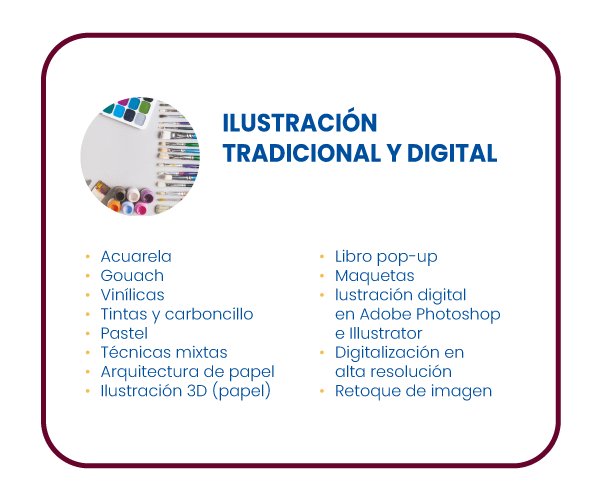 ILUSTRACIÓN
TRADICIONAL Y DIGITAL
• Acuarela
• Gouach
• Vinílicas
• Tintas y carboncillo
• Pastel
• Técnicas mixtas
• Arquitectura de papel
• Ilustración 3D (papel)
• Libro pop-up
• Maquetas
• lustración digital
en Adobe Photoshop
e Illustrator
• Digitalización en
alta resolución
• Retoque de imagen